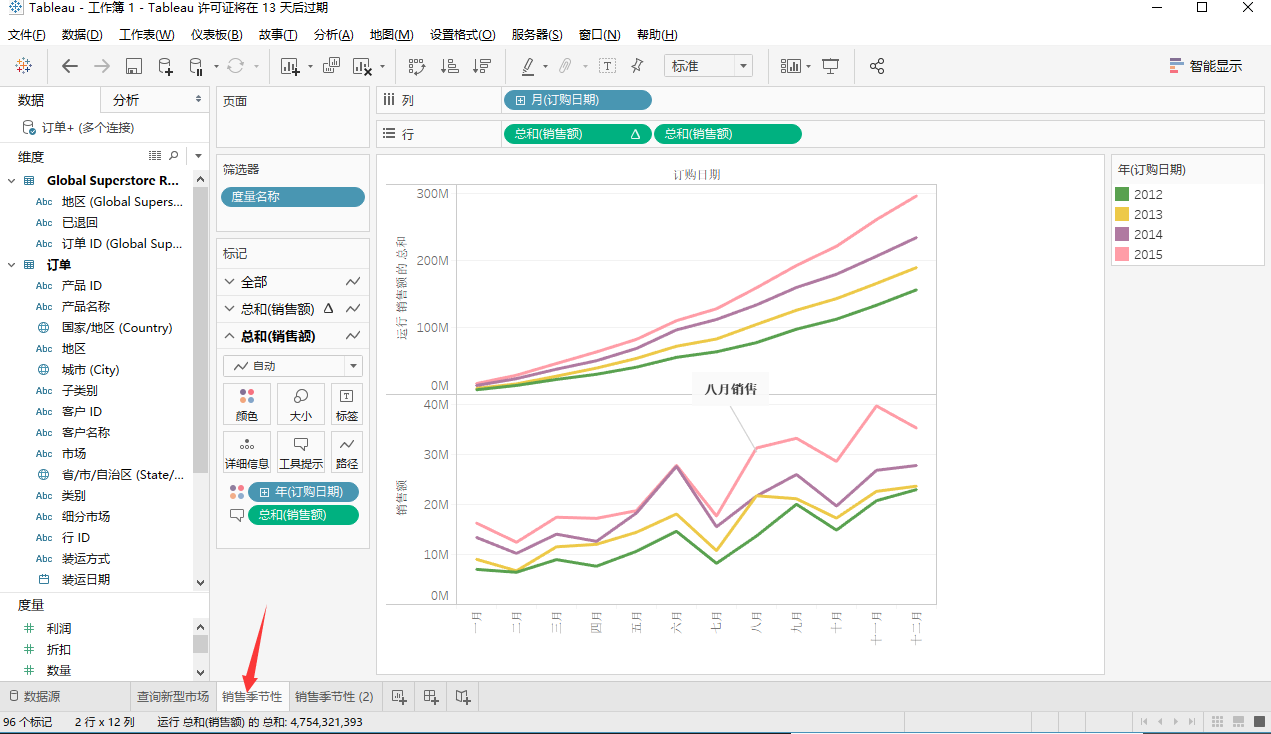 Tableau - 工作簿 1 - Tableau 许可证将在 13 天后过期
文件(F) 数据(D) 工作表(W) 仪表板(B) 故事(T) 分析(A) 地图(M) 设置格式(O) 服务器(S) 窗口(N) 帮助(H)
标准
智能显示
数据 分析
订单+ (多个连接)
维度
Global Superstore R...
Abc 地区 (Global Supers...
Abc 已退回
Abc 订单 ID (Global Sup...
订单
Abc 产品 ID
Abc 产品名称
国家/地区 (Country)
Abc 地区
城市 (City)
Abc 子类别
Abc 客户 ID
Abc 客户名称
Abc 市场
省/市/自治区 (State/...
Abc 类别
Abc 细分市场
Abc 行 ID
Abc 装运方式
装运日期
度量
利润
折扣
数量
页面
筛选器
度量名称
标记
全部
总和(销售额) Δ
总和(销售额)
自动
颜色 大小 标签
详细信息 工具提示 路径
年(订购日期)
总和(销售额)
列 月(订购日期)
行 总和(销售额) Δ 总和(销售额)
订购日期
运行 销售额 的 总和
300M
200M
100M
0M
八月销售
销售额
40M
30M
20M
10M
0M
一月 二月 三月 四月 五月 六月 七月 八月 九月 十月 十一月 十二月
年(订购日期)
2012
2013
2014
2015
数据源 查询新型市场 销售季节性 销售季节性 (2)
96 个标记 2 行 x 12 列 运行 总和(销售额) 的 总和: 4,754,321,393